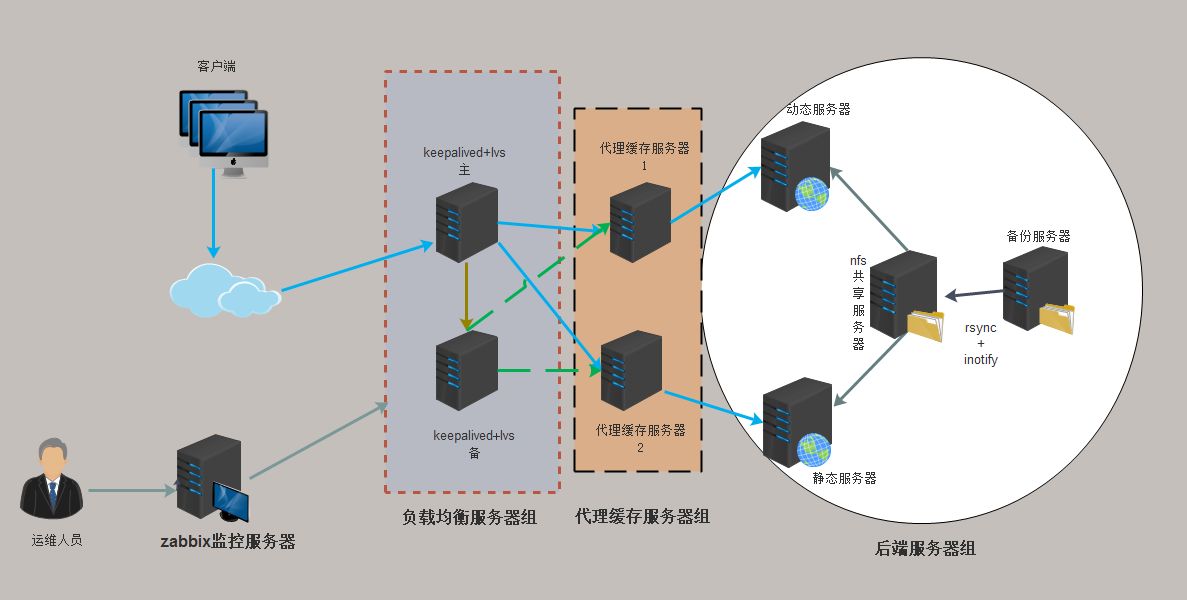 客户端
keepalived+lvs
主
keepalived+lvs
备
负载均衡服务器组
代理缓存服务器
1
代理缓存服务器
2
代理缓存服务器组
动态服务器
nfs
共
享
服
务
器
备份服务器
rsync
+
inotify
静态服务器
后端服务器组
运维人员
zabbix监控服务器